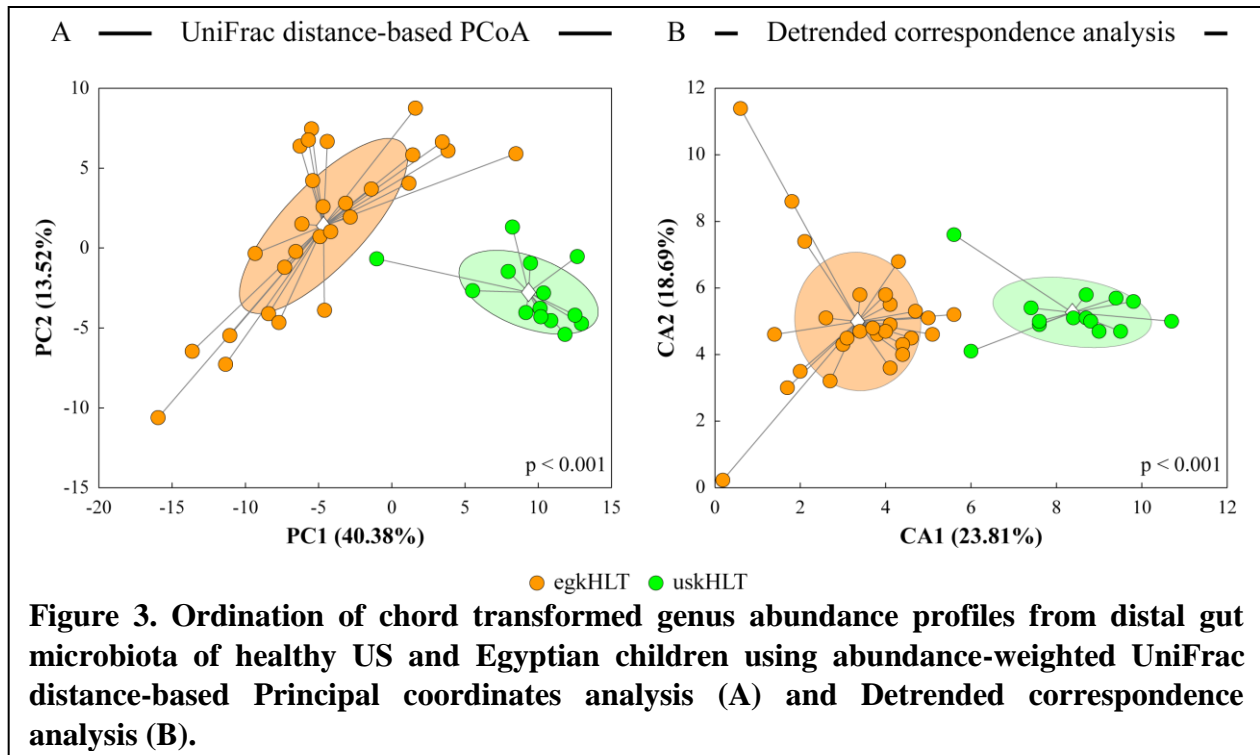 A UniFrac distance-based PCoA
B Detrended correspondence analysis
10
5
0
-5
-10
-15
PC2 (13.52%)
-20 -15 -10 -5 0 5 10 15
PC1 (40.38%)
p < 0.001
12
10
8
6
4
2
0
CA2 (18.69%)
0 2 4 6 8 10 12
CA1 (23.81%)
p < 0.001
egkHLT uskHLT
Figure 3. Ordination of chord transformed genus abundance profiles from distal gut
microbiota of healthy US and Egyptian children using abundance-weighted UniFrac
distance-based Principal coordinates analysis (A) and Detrended correspondence
analysis (B).